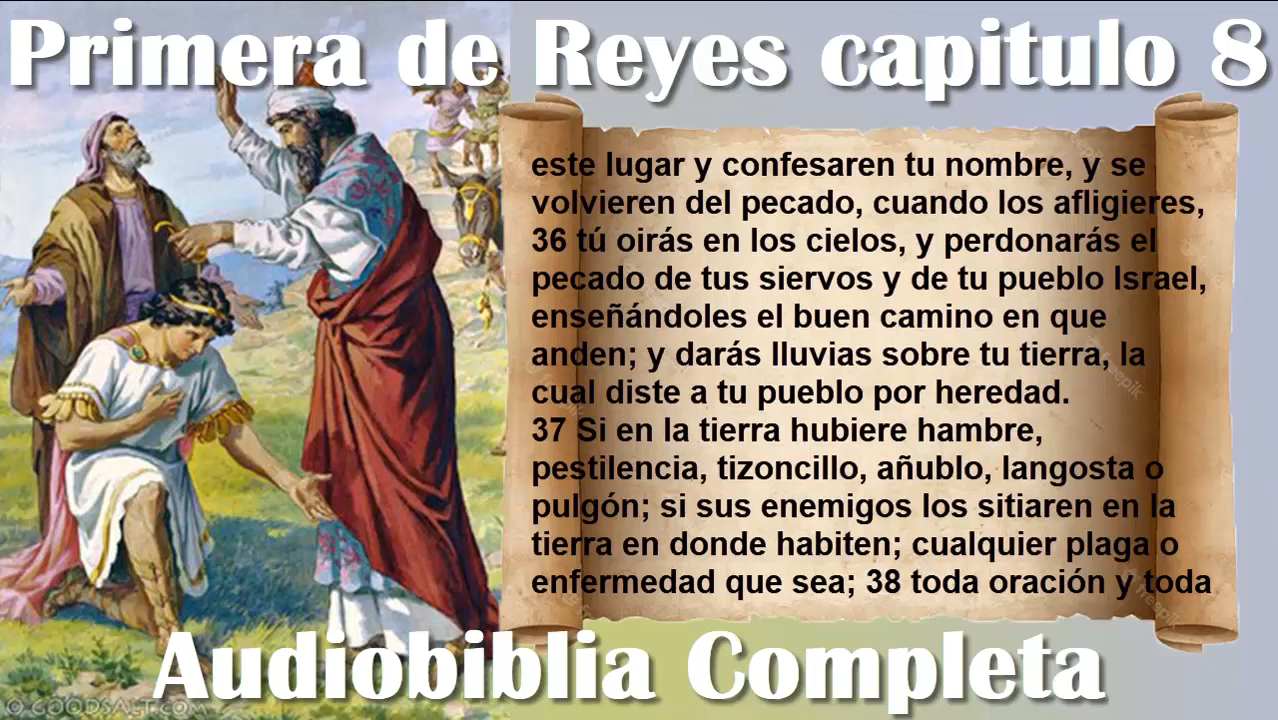 Primera de Reyes capitulo 8
este lugar y confesaren tu nombre, y se
volvieren del pecado, cuando los afligieres,
36 tú oirás en los cielos, y perdonarás el
pecado de tus siervos y de tu pueblo Israel,
enseñándoles el buen camino en que
anden; y darás lluvias sobre tu tierra, la
cual diste a tu pueblo por heredad.
37 Si en la tierra hubiere hambre,
pestilencia, tizoncillo, añublo, langosta o
pulgón; si sus enemigos los sitiaren en la
tierra en donde habiten; cualquier plaga o
enfermedad que sea; 38 toda oración y toda
Audiobiblia Completa
© GOODSALT.COM
freepik